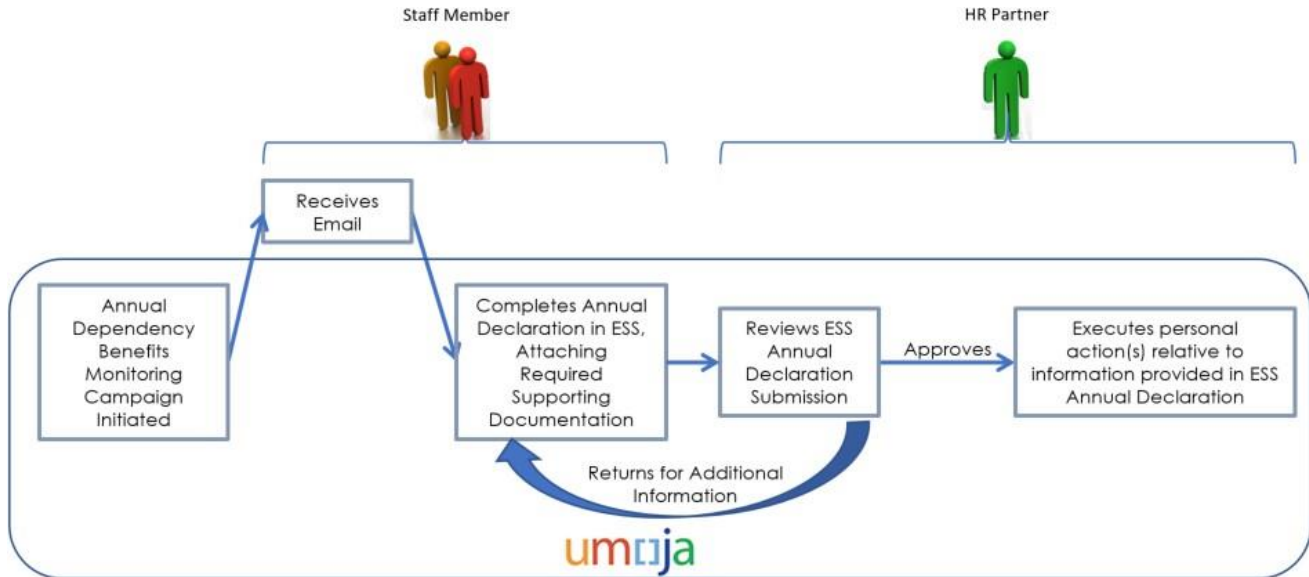 Staff Member
HR Partner
Receives
Email
Annual
Dependency
Benefits
Monitoring
Campaign
Initiated
Completes Annual
Declaration in ESS,
Attaching
Required
Supporting
Documentation
Reviews ESS
Annual
Declaration
Submission
Approves
Executes personal
action(s) relative to
information provided in ESS
Annual Declaration
Returns for Additional
Information
umoja